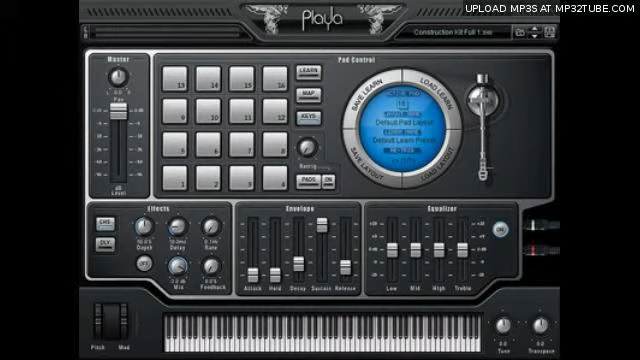 UPLOAD MP3S AT MP32TUBE.COM
Playa
Construction Kit:Full 1
Master
Pad Control
Pan
LEARN
MAP
KEYS
PADS ON
13 14 15 16
9 10 11 12
5 6 7 8
1 2 3 4
SAVE LEARN
LOAD LEARN
SAVE LAYOUT
LOAD LAYOUT
16
Default Pad Layout
Default Learn Preset
dB
Level
Effects
Envelope
Equalizer
DLY
OFF
ON
Depth
Delay
Rate
Mix
Feedback
Attack
Hold
Decay
Sustain
Release
Low
Mid
High
Treble
Pitch
Mod
Tune
Transpose